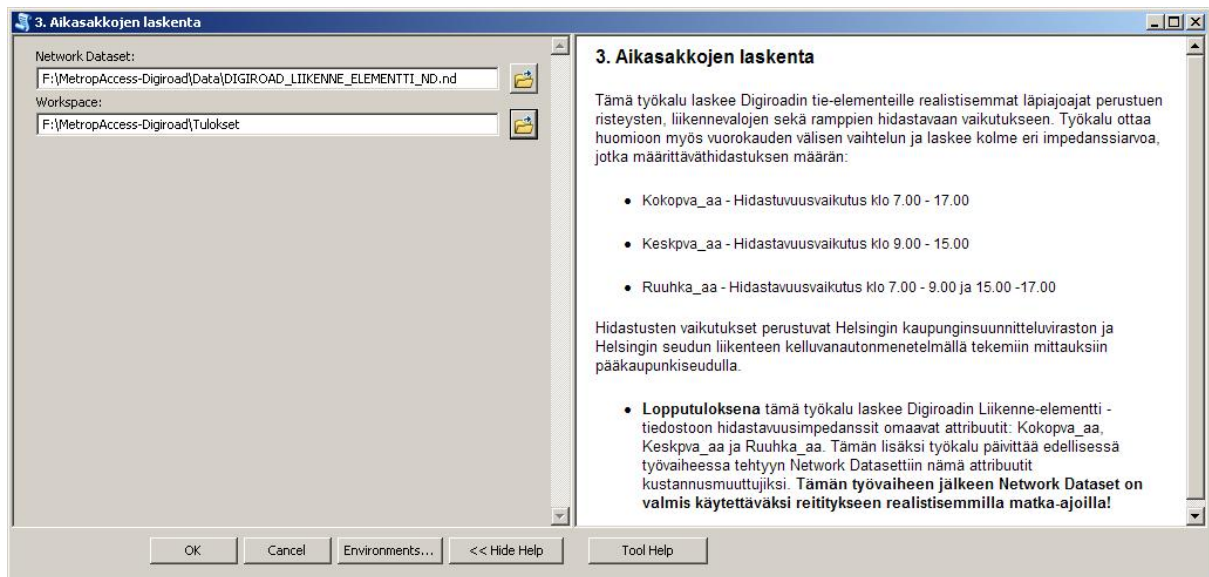 3. Aikasakkojen laskenta
Network Dataset:
F:\MetropAccess-Digiroad\Data\DIGIROAD_LIIKENNE_ELEMENTTI_ND.nd
Workspace:
F:\MetropAccess-Digiroad\Tulokset
3. Aikasakkojen laskenta
Tämä työkalu laskee Digiroadin tie-elementeille realistisemmat läpiajoajat perustuen
risteysten, liikennevalojen sekä ramppien hidastavaan vaikutukseen. Työkalu ottaa
huomioon myös vuorokauden välisen vaihtelun ja laskee kolme eri impedanssiarvoa,
jotka määrittäväthidastuksen määrän:
• Kokopva_aa - Hidastuvuusvaikutus klo 7.00 - 17.00
• Keskpva_aa - Hidastavuusvaikutus klo 9.00 - 15.00
• Ruuhka_aa - Hidastavuusvaikutus klo 7.00 - 9.00 ja 15.00 -17.00
Hidastusten vaikutukset perustuvat Helsingin kaupunginsuunnitteluviraston ja
Helsingin seudun liikenteen kelluvanautonmenetelmällä tekemiin mittauksiin
pääkaupunkiseudulla.
• Lopputuloksena tämä työkalu laskee Digiroadin Liikenne-elementti -
tiedostoon hidastavuusimpedanssit omaavat attribuutit: Kokopva_aa,
Keskpva_aa ja Ruuhka_aa. Tämän lisäksi työkalu päivittää edellisessä
työvaiheessa tehtyyn Network Datasettiin nämä attribuutit
kustannusmuuttujiksi. Tämän työvaiheen jälkeen Network Dataset on
valmis käytettäväksi reititykseen realistisemmilla matka-ajoilla!
OK
Cancel
Environments...
<< Hide Help
Tool Help